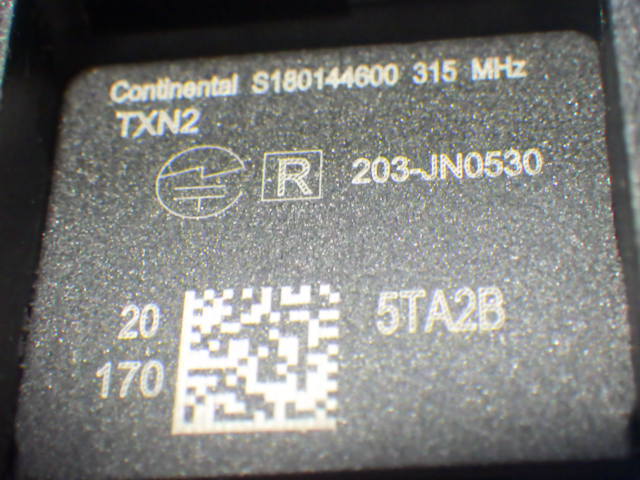 Continental S180144600 315 MHz
TXN2
R 203-JN0530
20 5TA2B
170